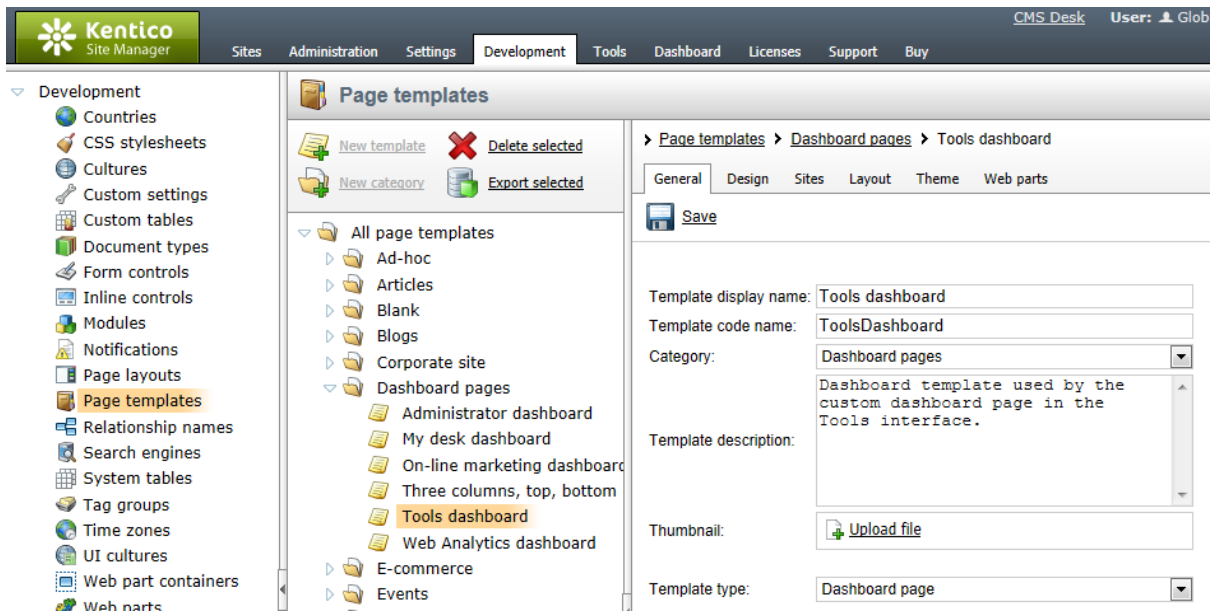 CMS Desk User: Glob
Kentico
Site Manager
Sites Administration Settings Development Tools Dashboard Licenses Support Buy
Development
Countries
CSS stylesheets
Cultures
Custom settings
Custom tables
Document types
Form controls
Inline controls
Modules
Notifications
Page layouts
Page templates
Relationship names
Search engines
System tables
Tag groups
Time zones
UI cultures
Web part containers
Web parts
Page templates
New template Delete selected
New category Export selected
All page templates
Ad-hoc
Articles
Blank
Blogs
Corporate site
Dashboard pages
Administrator dashboard
My desk dashboard
On-line marketing dashboard
Three columns, top, bottom
Tools dashboard
Web Analytics dashboard
E-commerce
Events
Page templates Dashboard pages Tools dashboard
General Design Sites Layout Theme Web parts
Save
Template display name: Tools dashboard
Template code name: ToolsDashboard
Category: Dashboard pages
Template description:
Dashboard template used by the
custom dashboard page in the
Tools interface.
Thumbnail: Upload file
Template type: Dashboard page